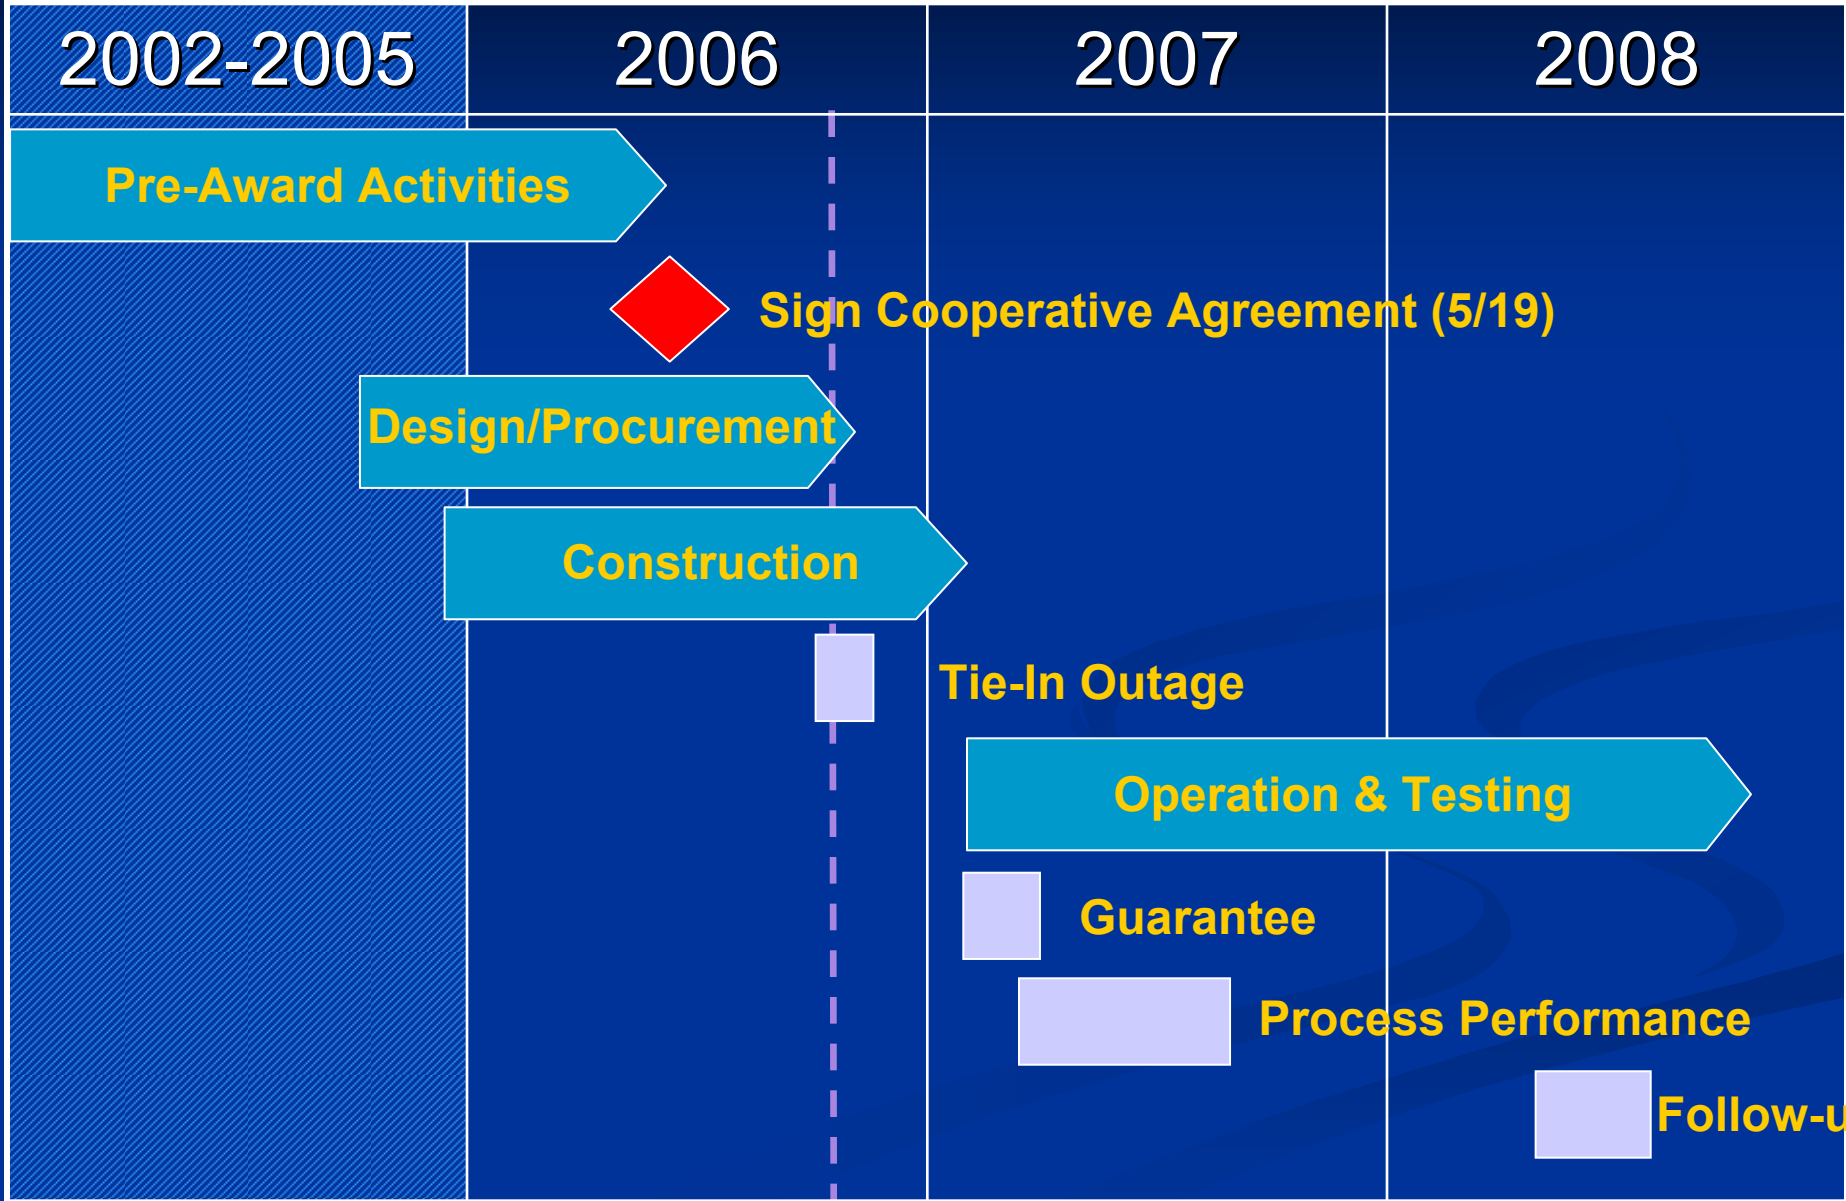 2002-2005 2006 2007 2008
Pre-Award Activities
Sign Cooperative Agreement (5/19)
Design/Procurement
Construction
Tie-In Outage
Operation & Testing
Guarantee
Process Performance
Follow-u